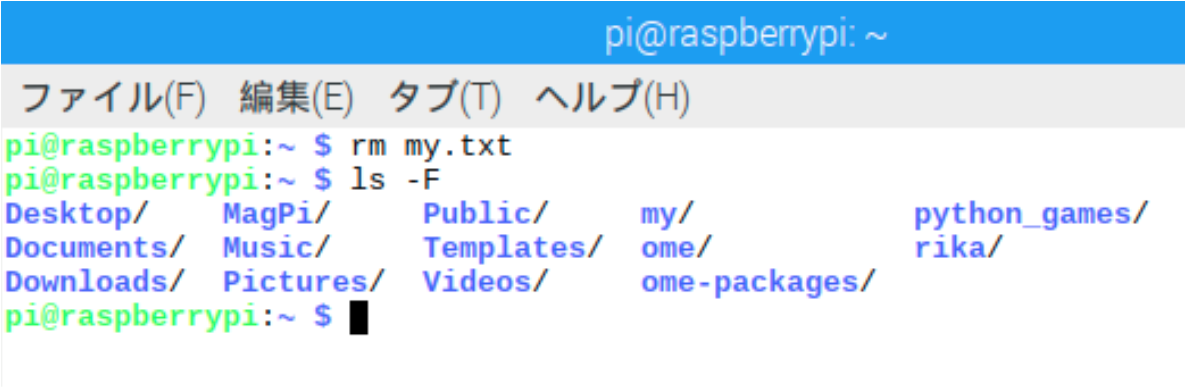 pi@raspberrypi: ~
ファイル(F) 編集(E) タブ(T) ヘルプ(H)
pi@raspberrypi:~ $ rm my.txt
pi@raspberrypi:~ $ ls -F
Desktop/ MagPi/ Public/ my/ python_games/
Documents/ Music/ Templates/ ome/ rika/
Downloads/ Pictures/ Videos/ ome-packages/
pi@raspberrypi:~ $